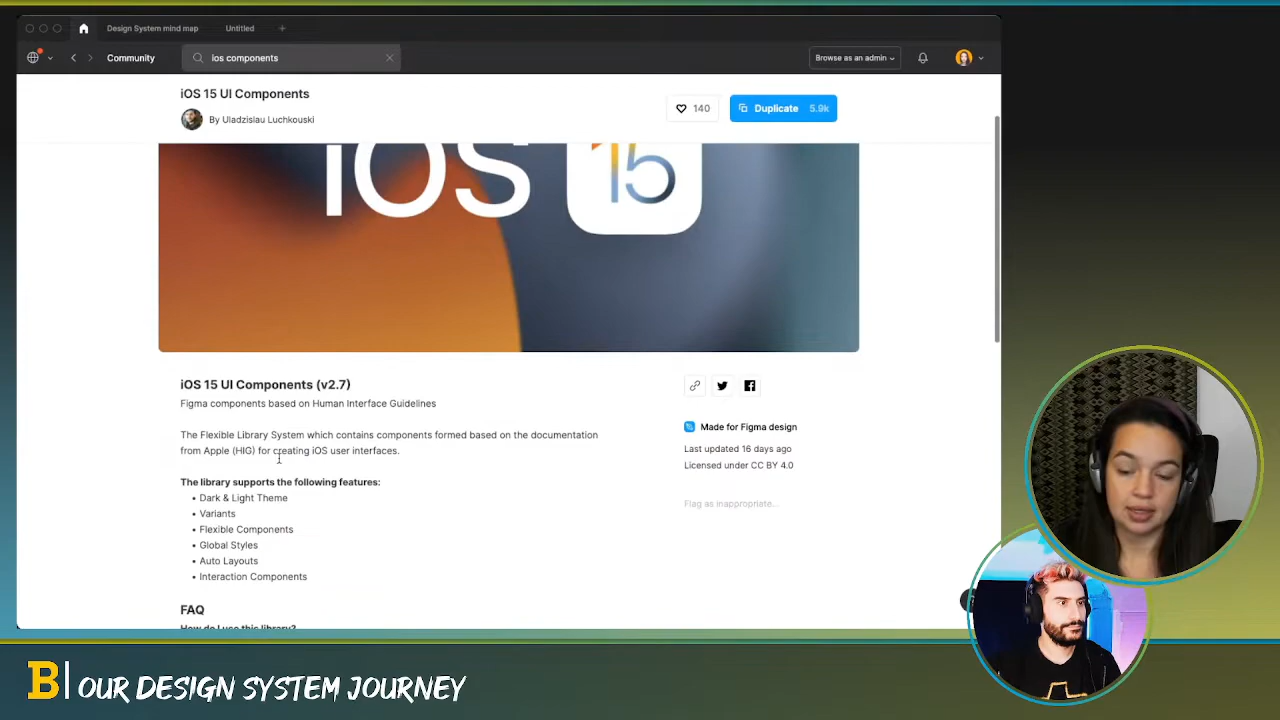 Design System mind map
Untitled
Community
ios components
Browse as an admin
iOS 15 UI Components
By Uladzislau Luchkouski
140
Duplicate 5.9k
iOS 15
iOS 15 UI Components (v2.7)
Figma components based on Human Interface Guidelines
The Flexible Library System which contains components formed based on the documentation
from Apple (HIG) for creating iOS user interfaces.
The library supports the following features:
• Dark & Light Theme
• Variants
• Flexible Components
• Global Styles
• Auto Layouts
• Interaction Components
FAQ
How do I use this library?
Made for Figma design
Last updated 16 days ago
Licensed under CC BY 4.0
Flag as inappropriate...
B | OUR DESIGN SYSTEM JOURNEY